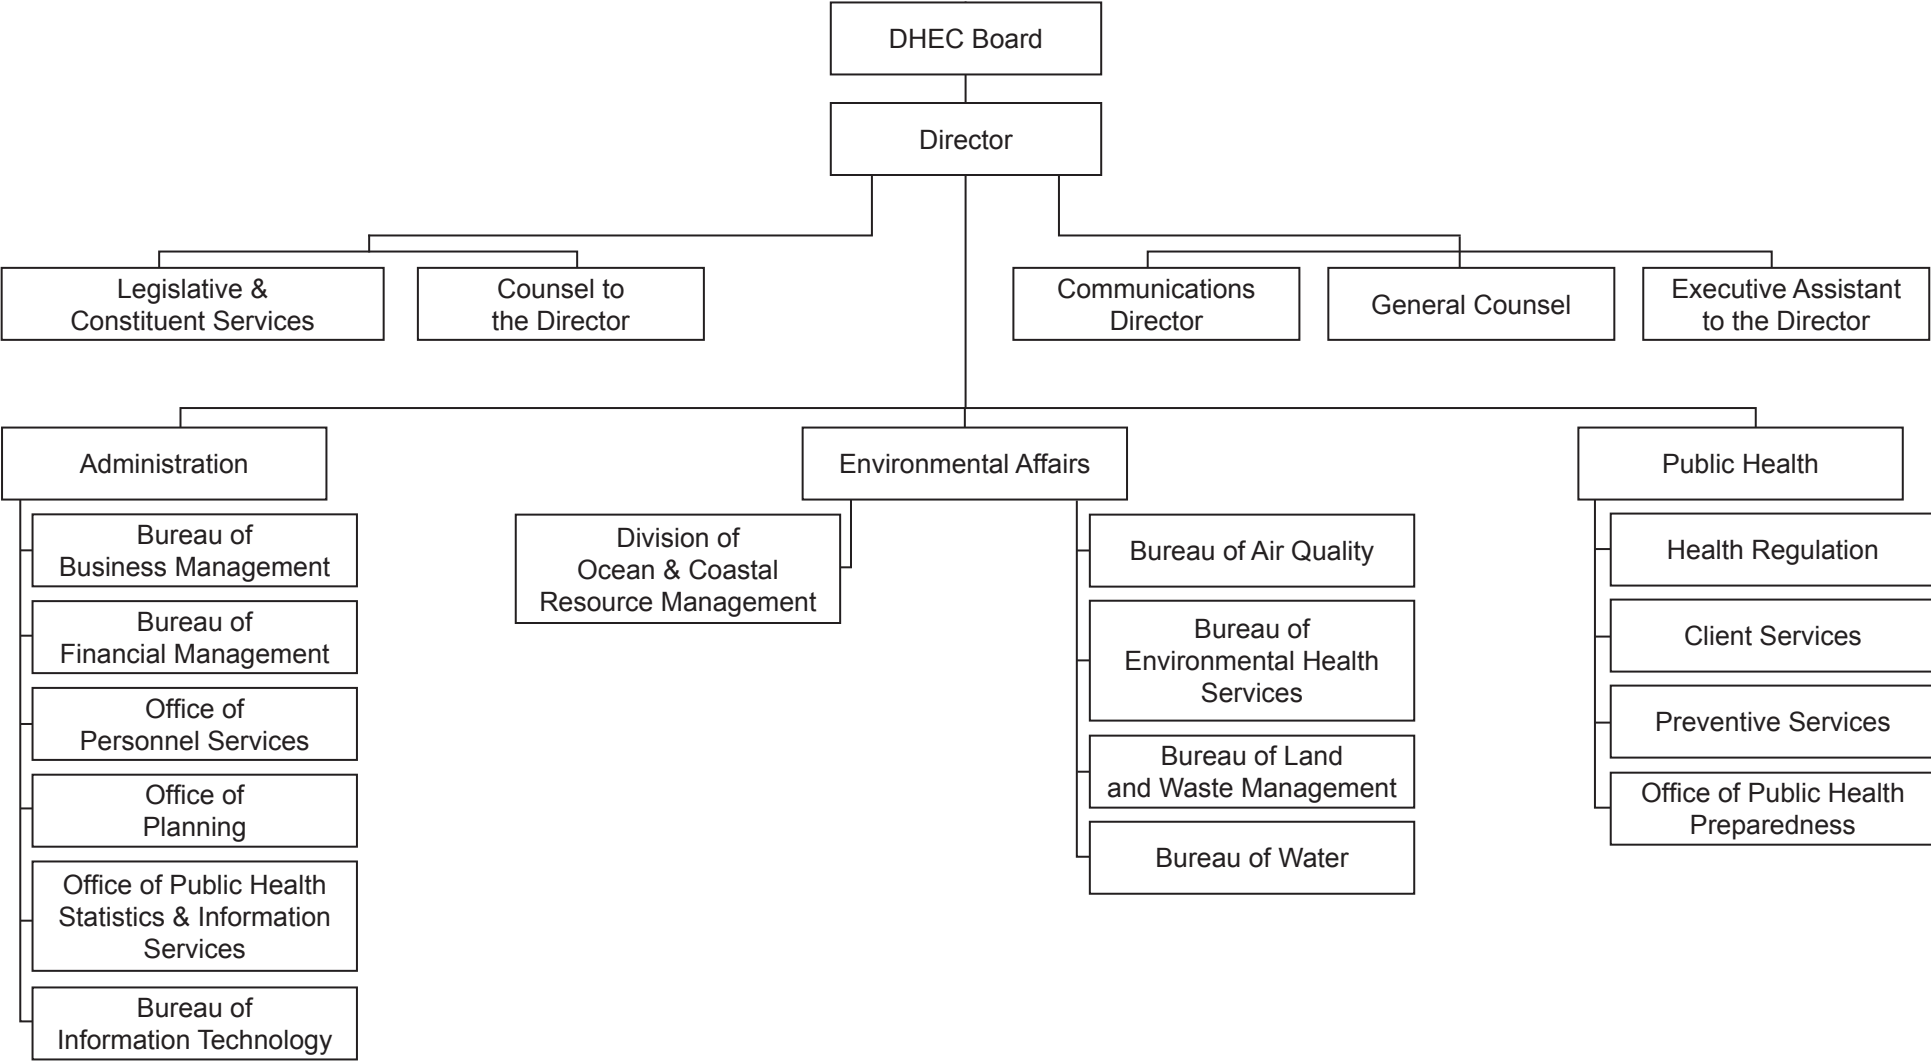 DHEC Board
Director
Legislative &
Constituent Services
Counsel to
the Director
Communications
Director
General Counsel
Executive Assistant
to the Director
Administration
Bureau of
Business Management
Bureau of
Financial Management
Office of
Personnel Services
Office of
Planning
Office of Public Health
Statistics & Information
Services
Bureau of
Information Technology
Environmental Affairs
Division of
Ocean & Coastal
Resource Management
Bureau of Air Quality
Bureau of
Environmental Health
Services
Bureau of Land
and Waste Management
Bureau of Water
Public Health
Health Regulation
Client Services
Preventive Services
Office of Public Health
Preparedness